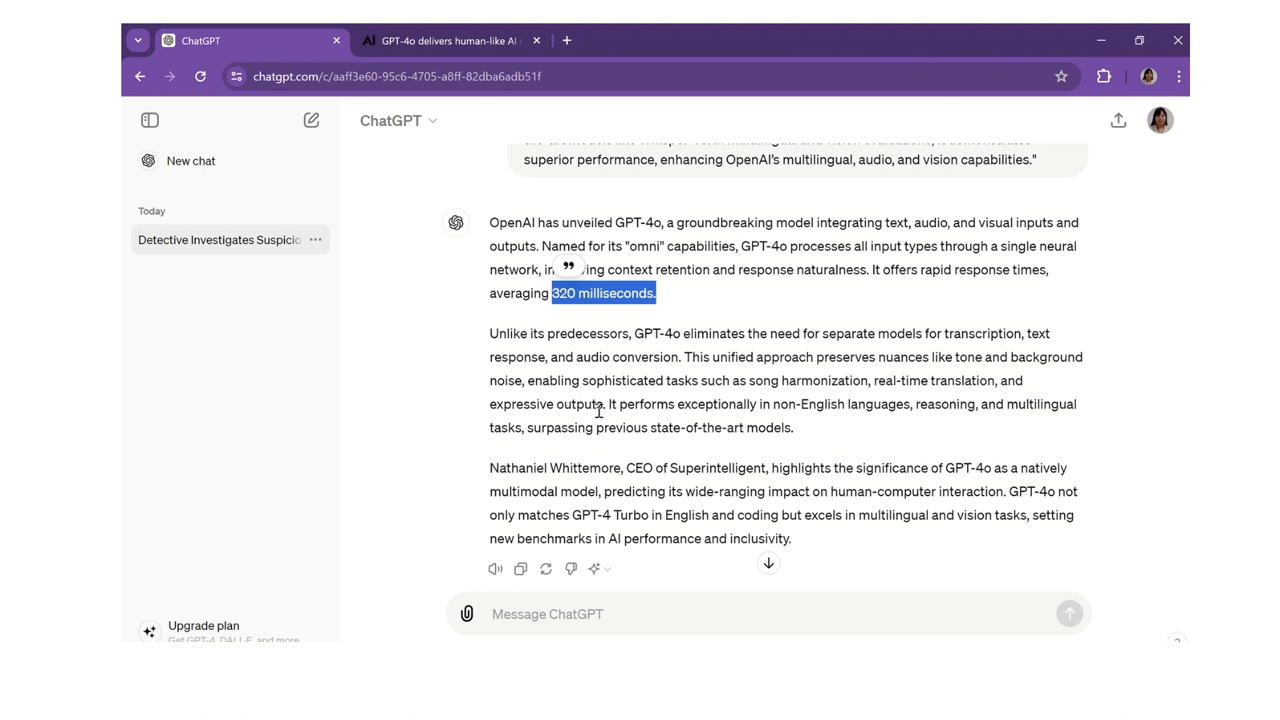 ChatGPT
GPT-4o delivers human-like AI
chatgpt.com/c/aaff3e60-95c6-4705-a8ff-82dba6adb51f
ChatGPT
New chat
Today
Detective Investigates Suspicio
superior performance, enhancing OpenAI’s multilingual, audio, and vision capabilities."
OpenAI has unveiled GPT-4o, a groundbreaking model integrating text, audio, and visual inputs and
outputs. Named for its "omni" capabilities, GPT-4o processes all input types through a single neural
network, ving context retention and response naturalness. It offers rapid response times,
averaging 320 milliseconds.
Unlike its predecessors, GPT-4o eliminates the need for separate models for transcription, text
response, and audio conversion. This unified approach preserves nuances like tone and background
noise, enabling sophisticated tasks such as song harmonization, real-time translation, and
expressive outputs. It performs exceptionally in non-English languages, reasoning, and multilingual
tasks, surpassing previous state-of-the-art models.
Nathaniel Whittemore, CEO of Superintelligent, highlights the significance of GPT-4o as a natively
multimodal model, predicting its wide-ranging impact on human-computer interaction. GPT-4o not
only matches GPT-4 Turbo in English and coding but excels in multilingual and vision tasks, setting
new benchmarks in AI performance and inclusivity.
Message ChatGPT
Upgrade plan
Get GPT-4, DALL·E, and more